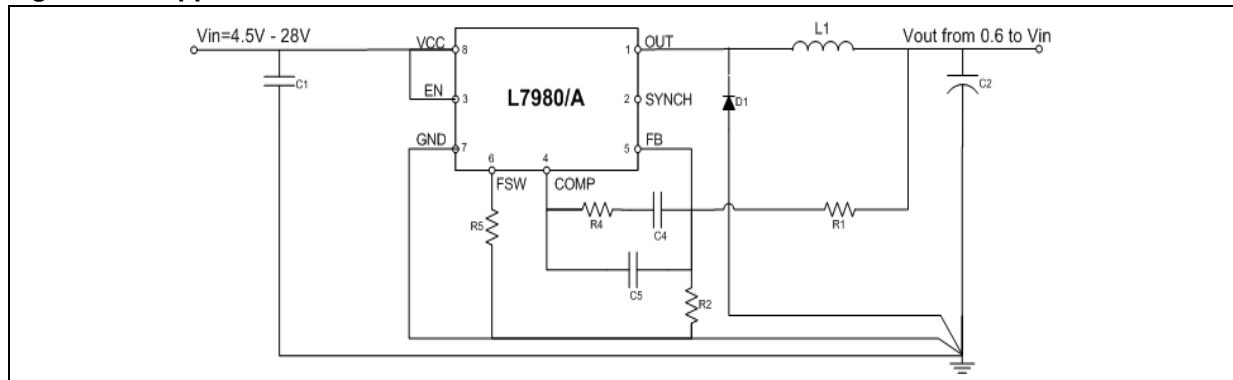 Vin=4.5V - 28V
VCC
8
1
OUT
L1
Vout from 0.6 to Vin
C1
C2
EN
3
L7980/A
2
SYNCH
D1
GND
7
FB
5
6
4
FSW
COMP
R5
R4
C4
R1
C5
R2